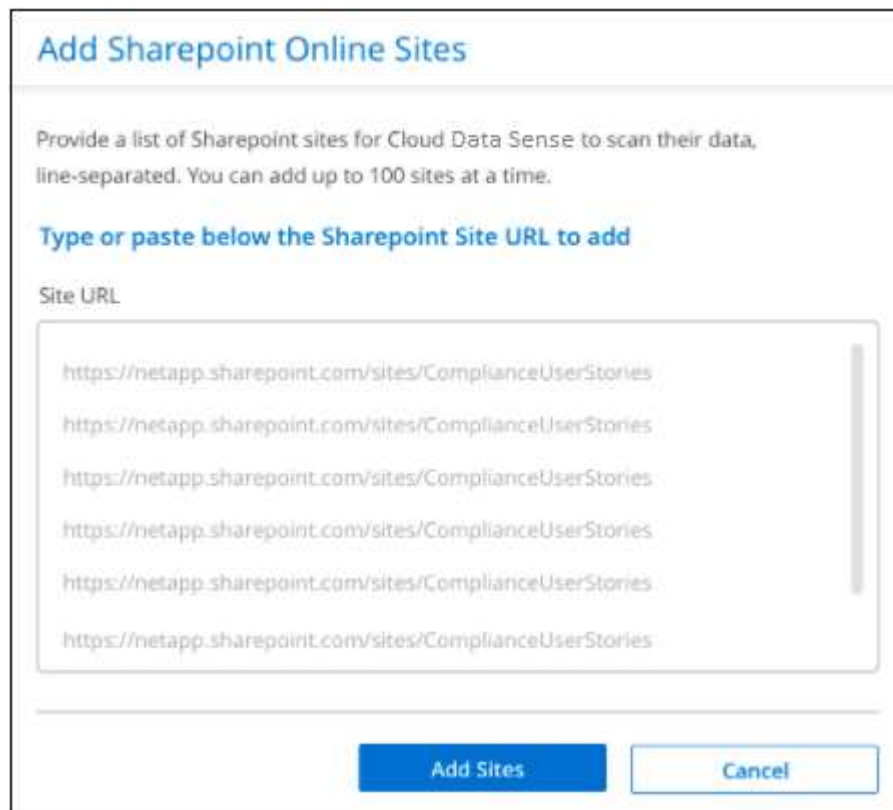 Add Sharepoint Online Sites
Provide a list of Sharepoint sites for Cloud Data Sense to scan their data,
line-separated. You can add up to 100 sites at a time.
Type or paste below the Sharepoint Site URL to add
Site URL
https://netapp.sharepoint.com/sites/ComplianceUserStories
https://netapp.sharepoint.com/sites/ComplianceUserStories
https://netapp.sharepoint.com/sites/ComplianceUserStories
https://netapp.sharepoint.com/sites/ComplianceUserStories
https://netapp.sharepoint.com/sites/ComplianceUserStories
https://netapp.sharepoint.com/sites/ComplianceUserStories
Add Sites Cancel